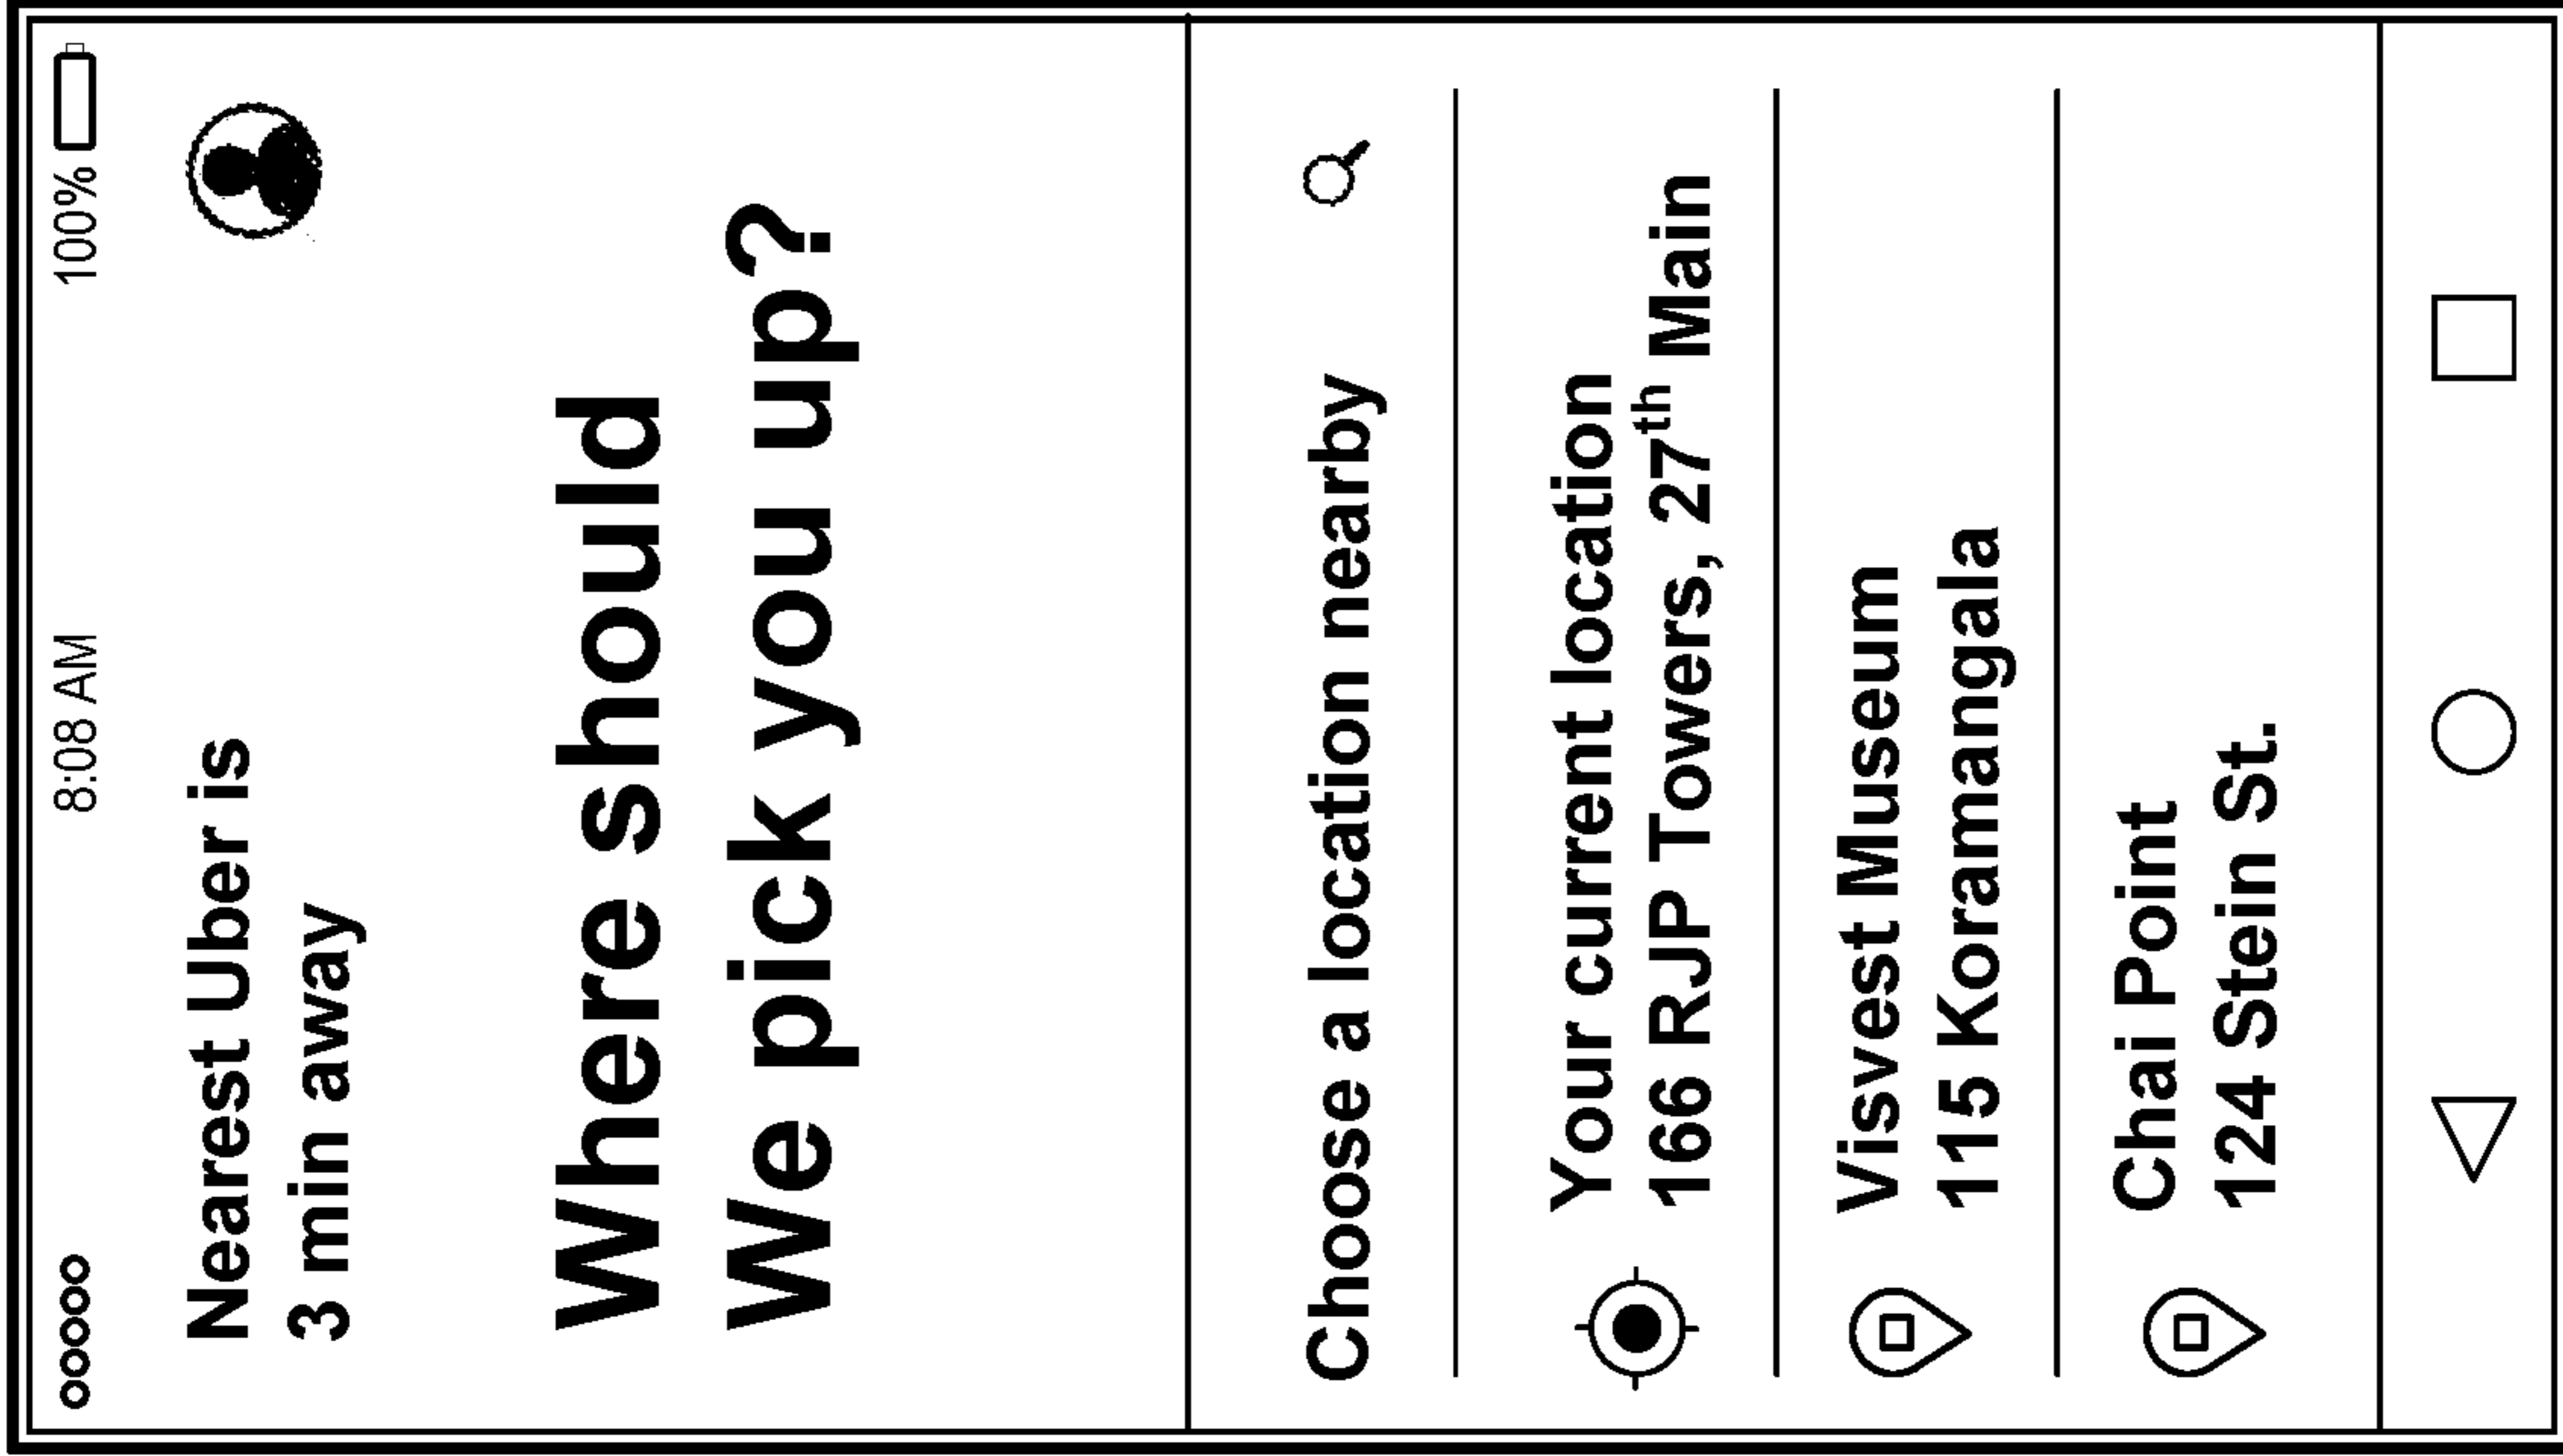 8:08 AM 100%
Nearest Uber is
3 min away
Where should
We pick you up?
Choose a location nearby
Your current location
166 RJP Towers, 27th Main
Visvest Museum
115 Koramangala
Chai Point
124 Stein St.